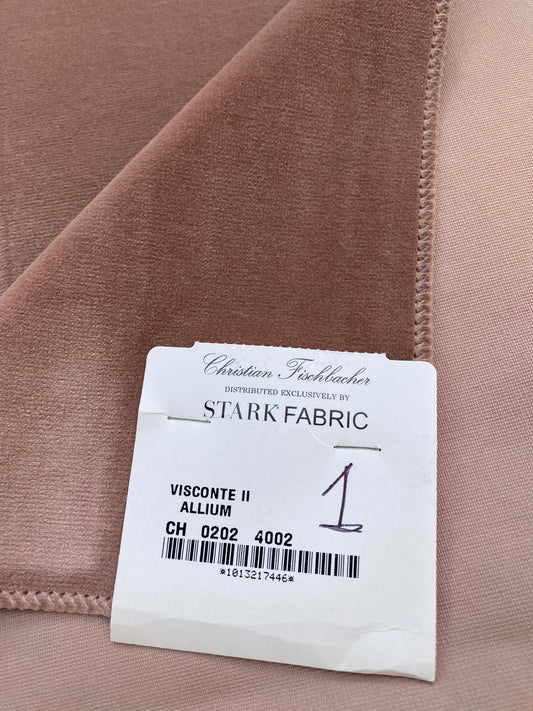 Christian Fischbacher
DISTRIBUTED EXCLUSIVELY BY
STARK FABRIC
1
VISCONTE II
ALLIUM
CH 0202 4002
*1013217446*